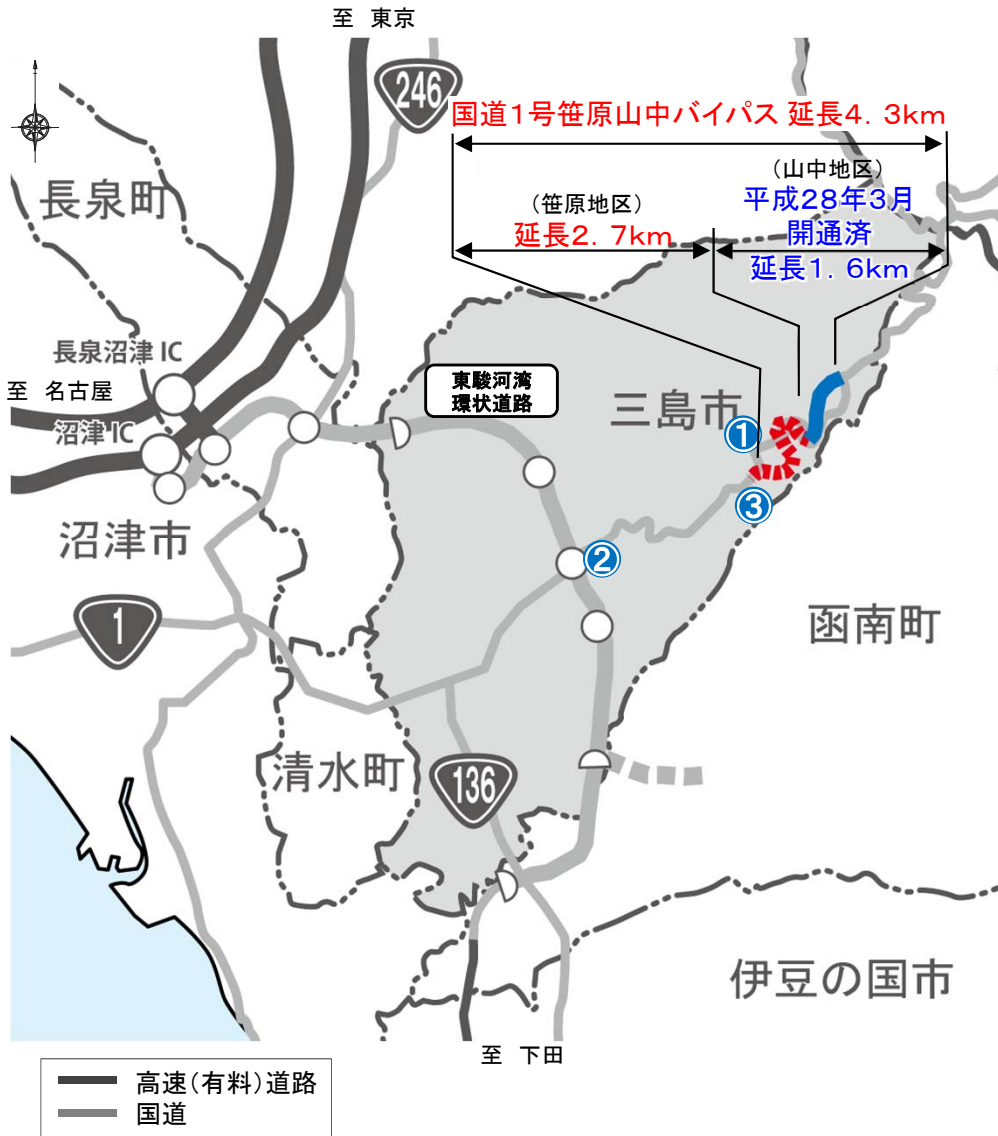 至 東京
246
国道1号笹原山中バイパス 延長4.3km
(山中地区)
平成28年3月
開通済
延長1.6km
(笹原地区)
延長2.7km
長泉町
長泉沼津 IC
至 名古屋
沼津 IC
東駿河湾
環状道路
三島市
①
③
②
沼津市
1
函南町
清水町
136
伊豆の国市
至 下田
高速(有料)道路
国道